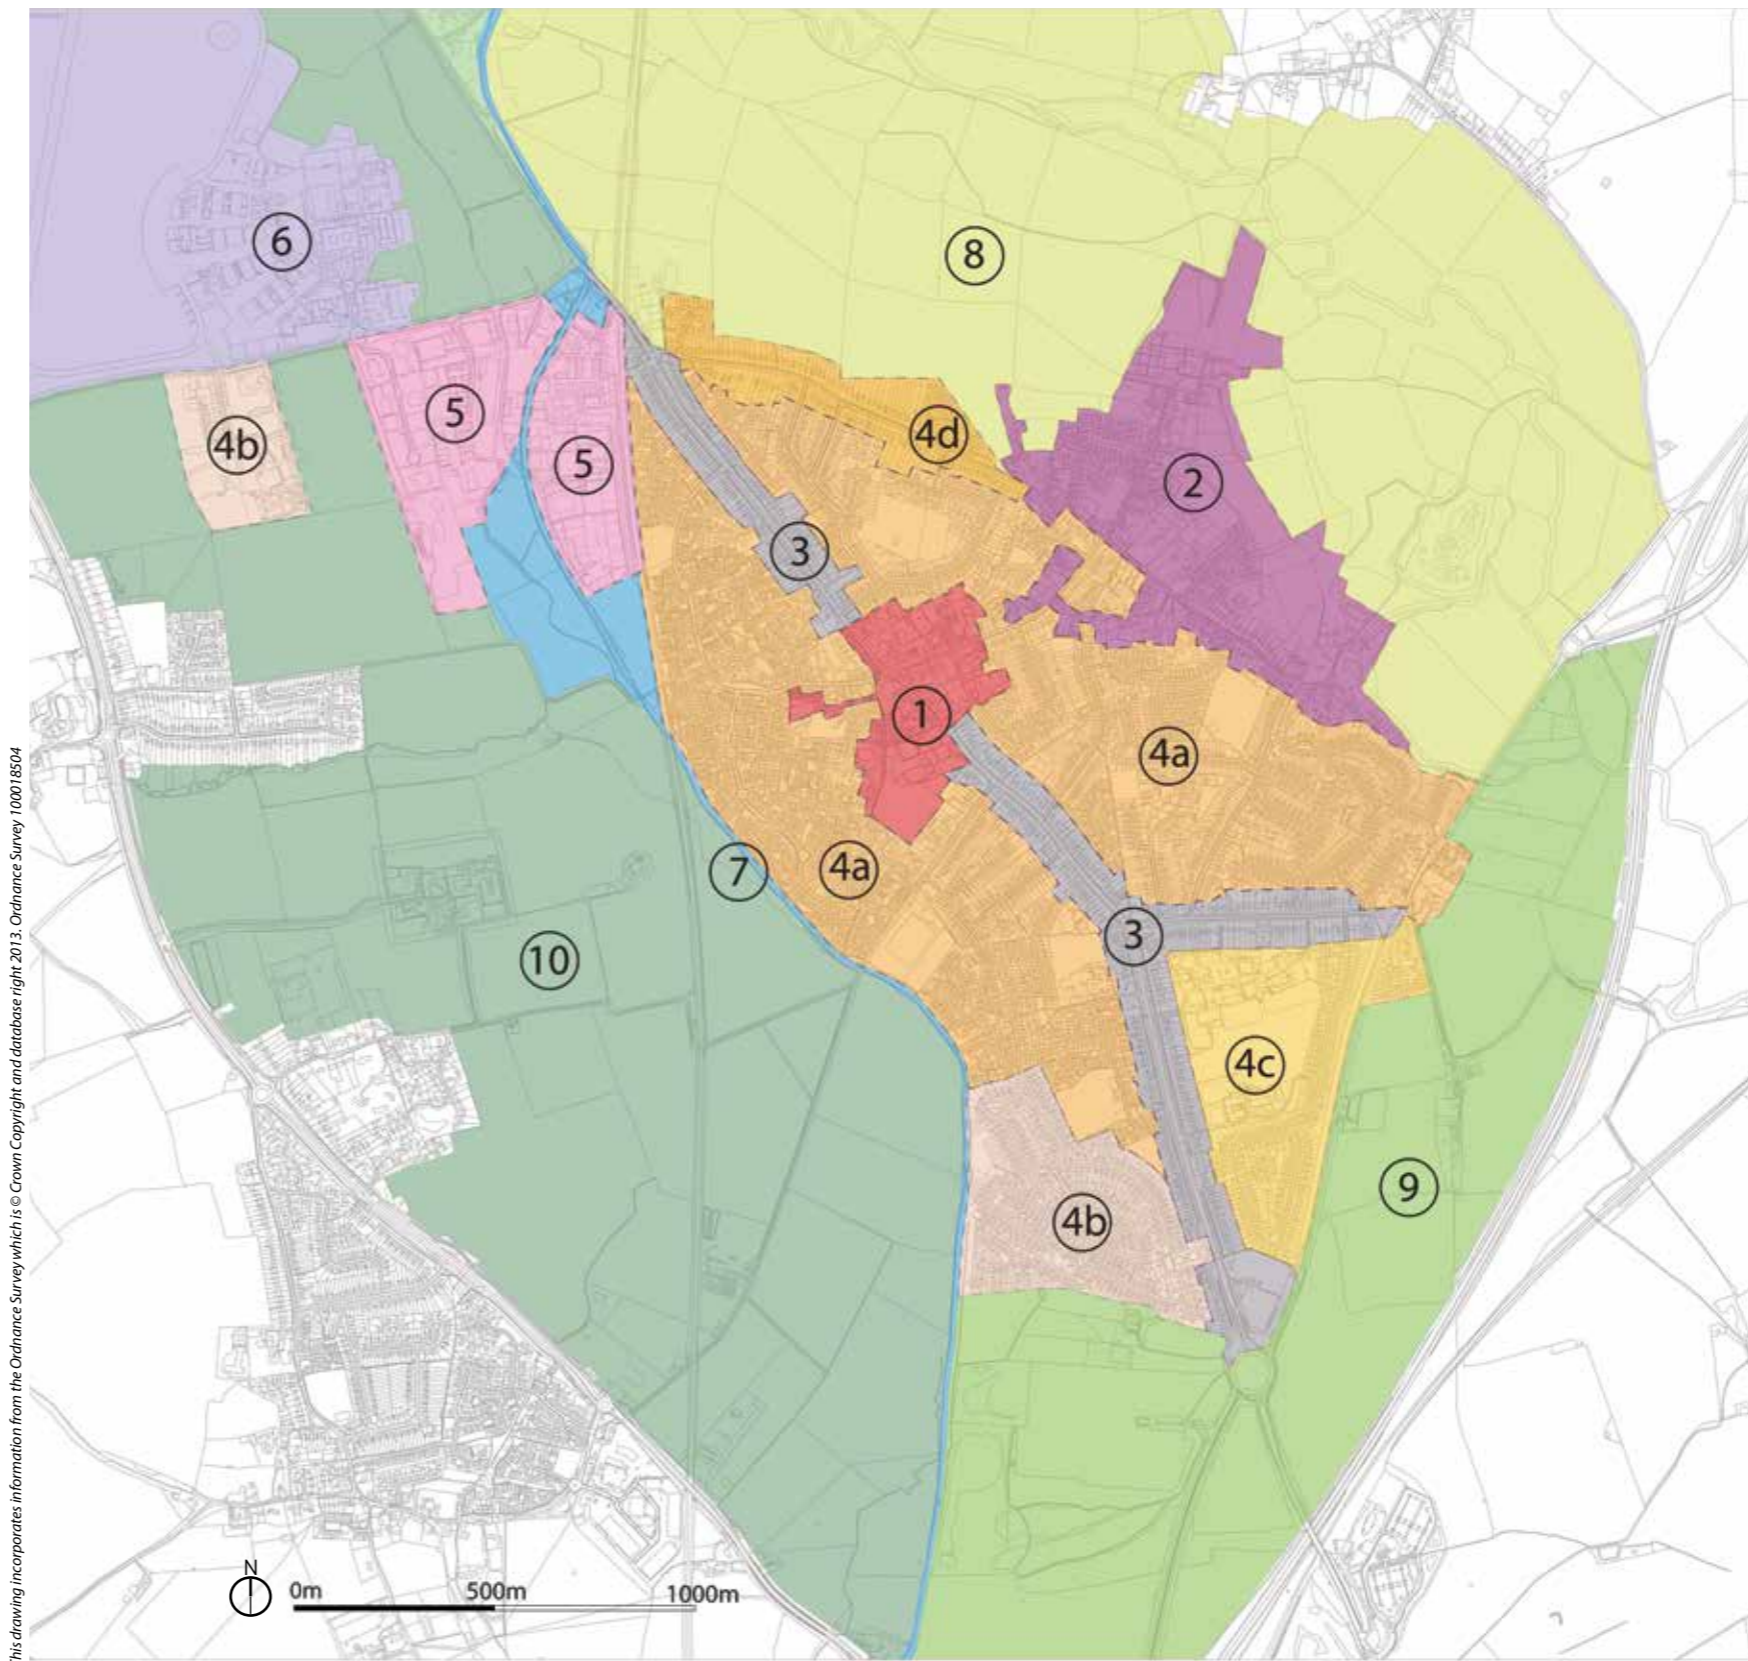 6
8
4b
5
5
4d
2
3
1
4a
7
4a
3
10
4c
9
4b
N
0m 500m 1000m
his drawing incorporates information from the Ordnance Survey which is © Crown Copyright and database right 2013. Ordnance Survey 100018504